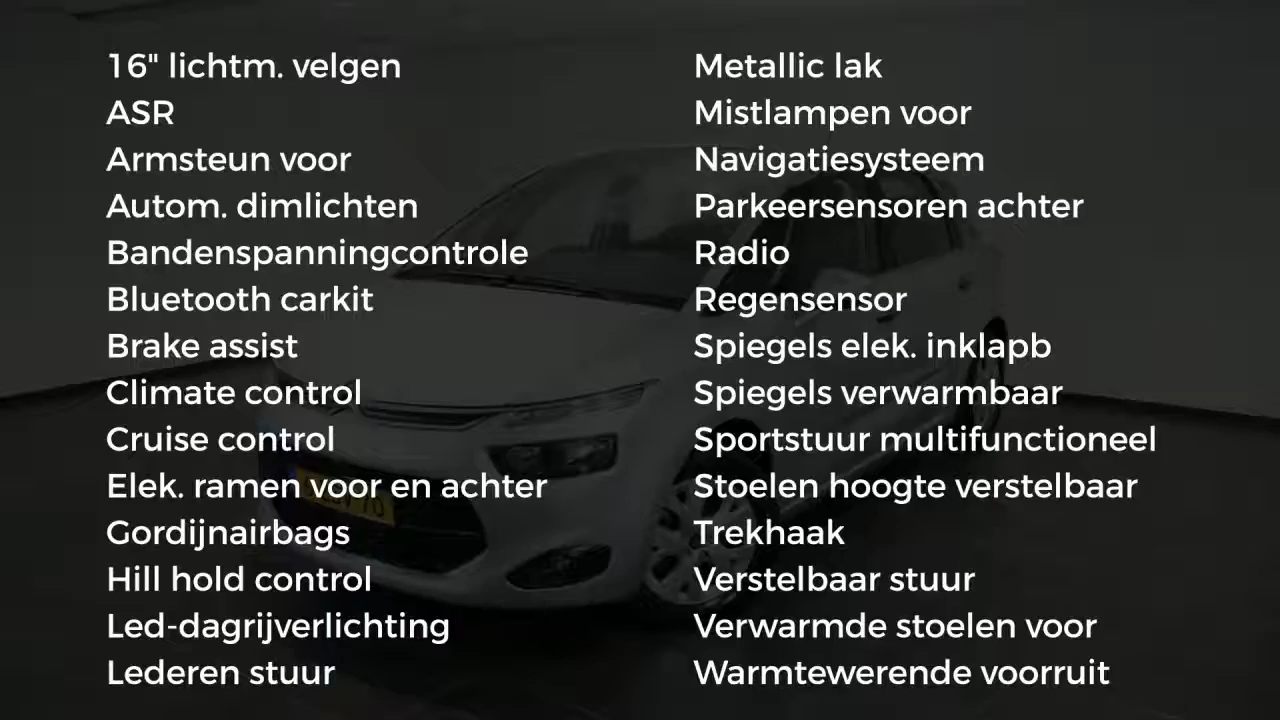 16" lichtm. velgen
ASR
Armsteun voor
Autom. dimlichten
Bandenspanningcontrole
Bluetooth carkit
Brake assist
Climate control
Cruise control
Elek. ramen voor en achter
Gordijnairbags
Hill hold control
Led-dagrijverlichting
Lederen stuur
Metallic lak
Mistlampen voor
Navigatiesysteem
Parkeersensoren achter
Radio
Regensensor
Spiegels elek. inklapb
Spiegels verwarmbaar
Sportstuur multifunctioneel
Stoelen hoogte verstelbaar
Trekhaak
Verstelbaar stuur
Verwarmde stoelen voor
Warmtewerende voorruit